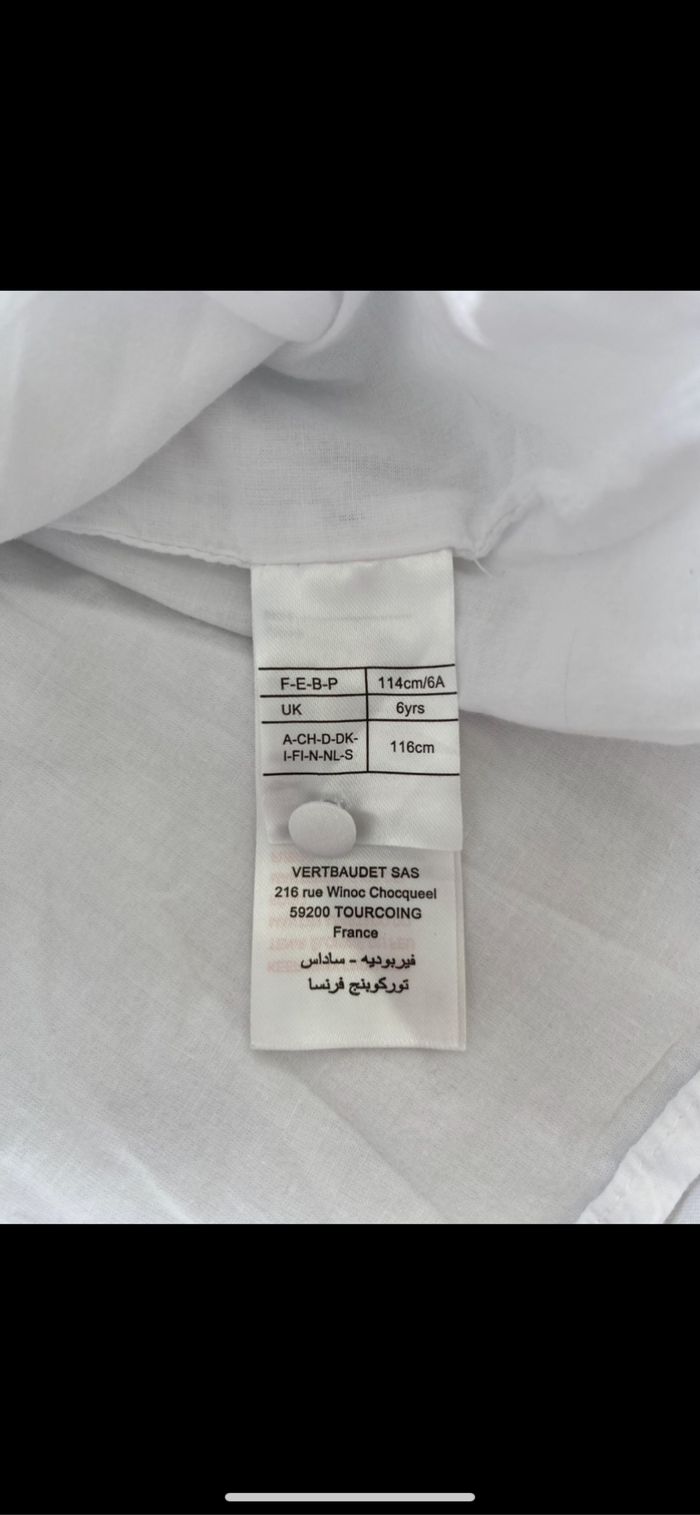 F-E-B-P 114cm/6A
UK 6yrs
A-CH-D-DK-
I-FI-N-NL-S 116cm
VERTBAUDET SAS
216 rue Winoc Chocqueel
59200 TOURCOING
France
فيربوديه - ساداس
توركوينج فرنسا